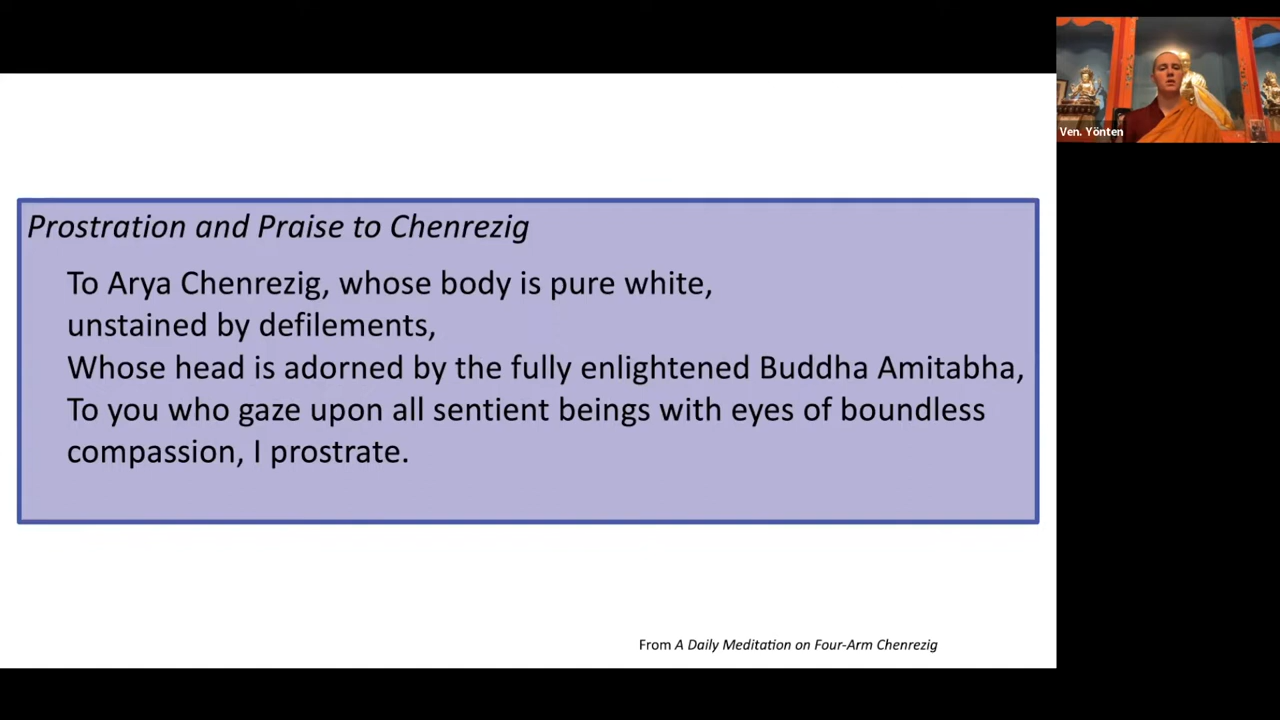 Prostration and Praise to Chenrezig
To Arya Chenrezig, whose body is pure white,
unstained by defilements,
Whose head is adorned by the fully enlightened Buddha Amitabha,
To you who gaze upon all sentient beings with eyes of boundless
compassion, I prostrate.
From A Daily Meditation on Four-Arm Chenrezig
Ven. Yönten